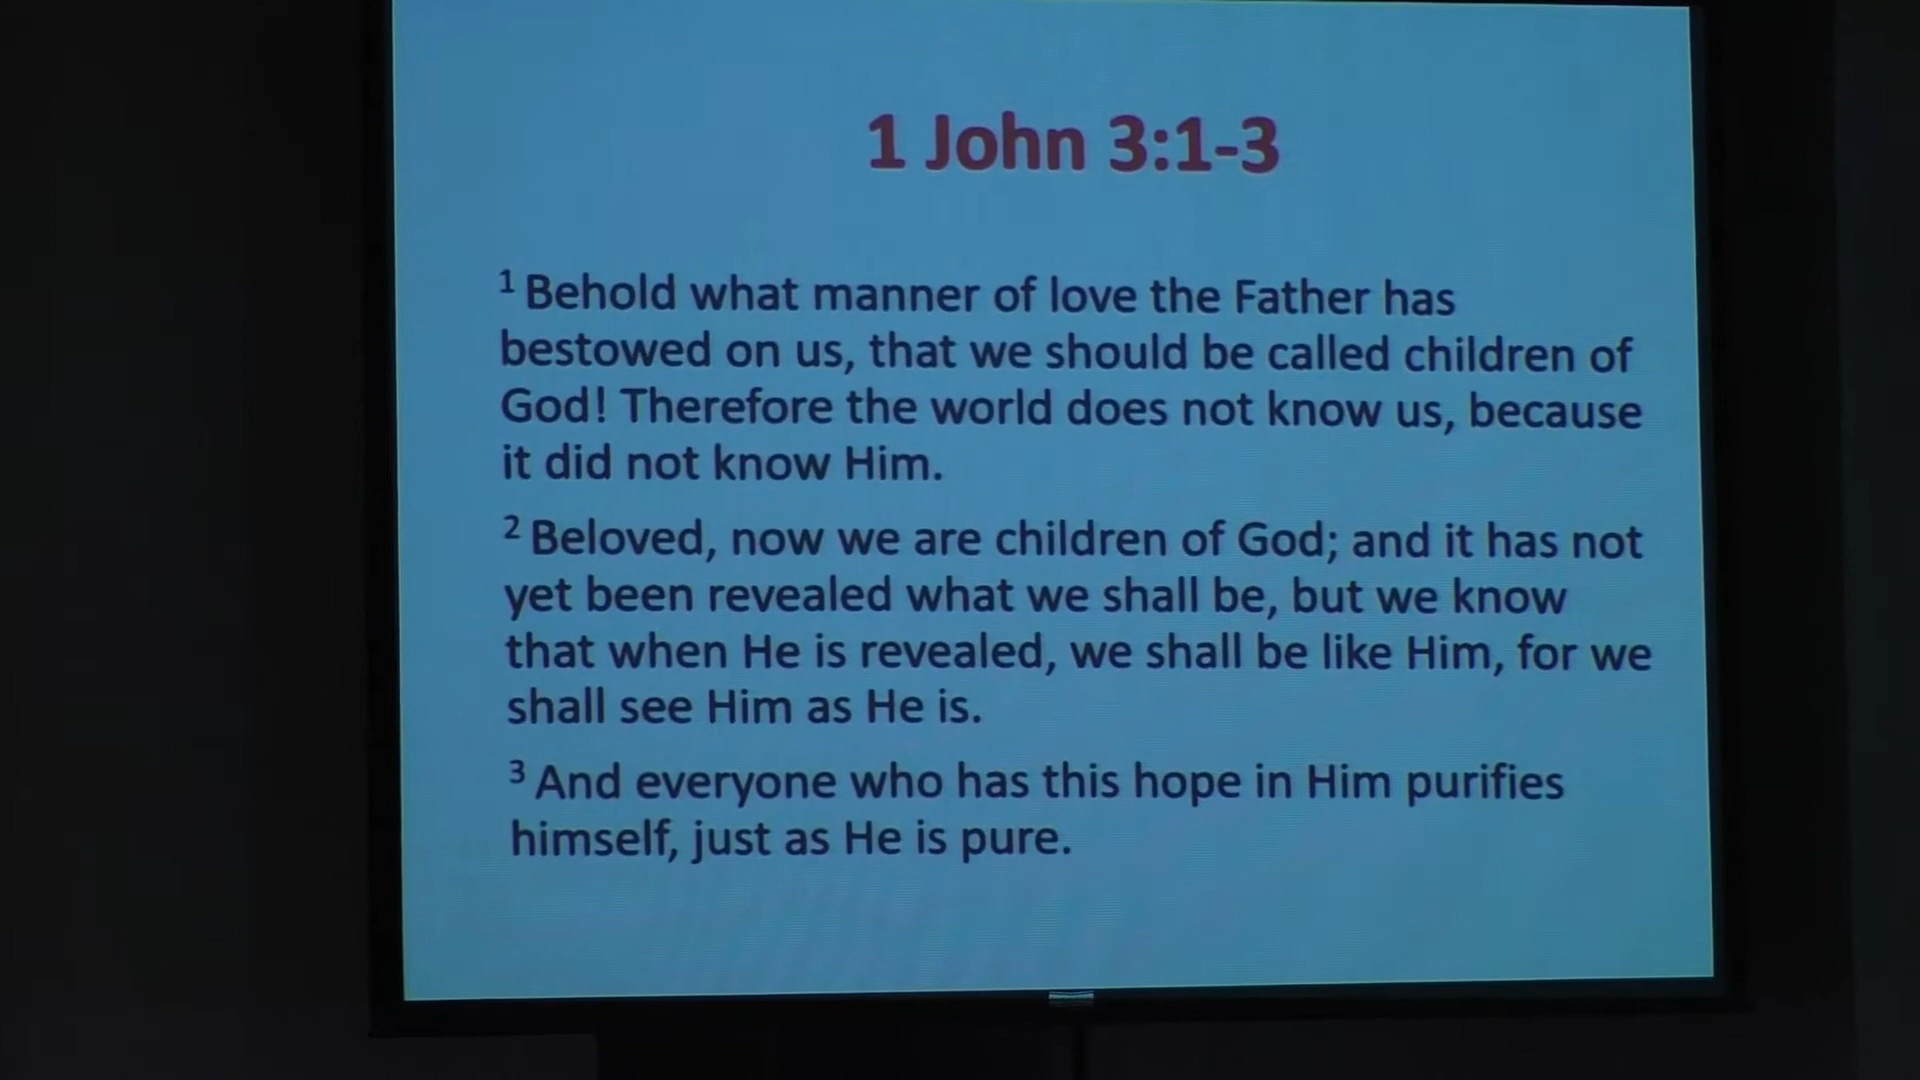 1 John 3:1-3
1 Behold what manner of love the Father has
bestowed on us, that we should be called children of
God! Therefore the world does not know us, because
it did not know Him.
2 Beloved, now we are children of God; and it has not
yet been revealed what we shall be, but we know
that when He is revealed, we shall be like Him, for we
shall see Him as He is.
3 And everyone who has this hope in Him purifies
himself, just as He is pure.